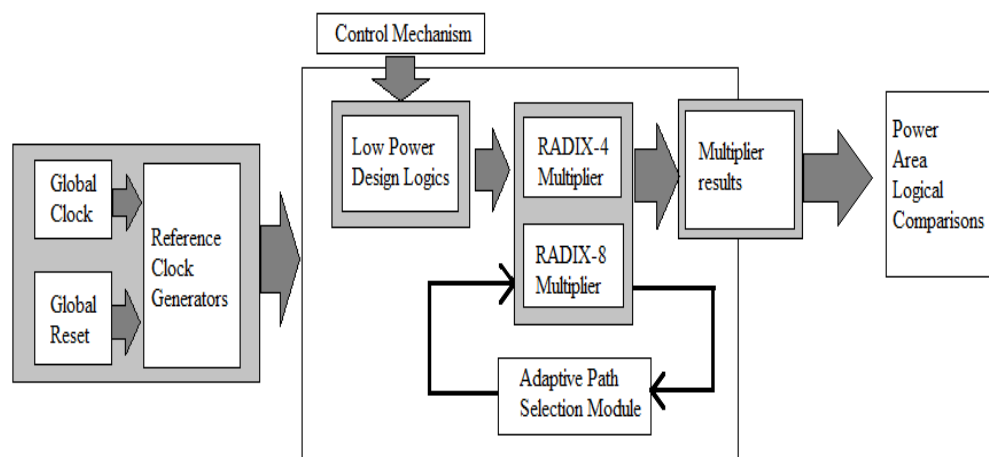 Control Mechanism
Global
Clock
Global
Reset
Reference
Clock
Generators
Low Power
Design Logics
RADIX-4
Multiplier
RADIX-8
Multiplier
Adaptive Path
Selection Module
Multiplier
results
Power
Area
Logical
Comparisons